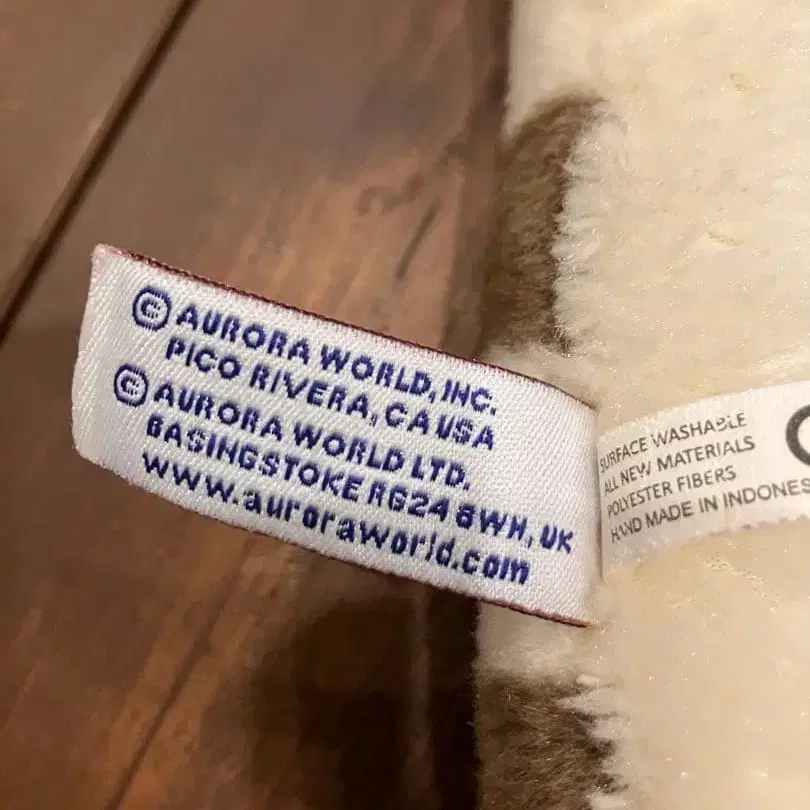 © AURORA WORLD, INC.
PICO RIVERA, CA USA
© AURORA WORLD LTD.
BASINGSTOKE RG24 8WH, UK
www.auroraworld.com
SURFACE WASHABLE
ALL NEW MATERIALS
POLYESTER FIBERS
HAND MADE IN INDONES